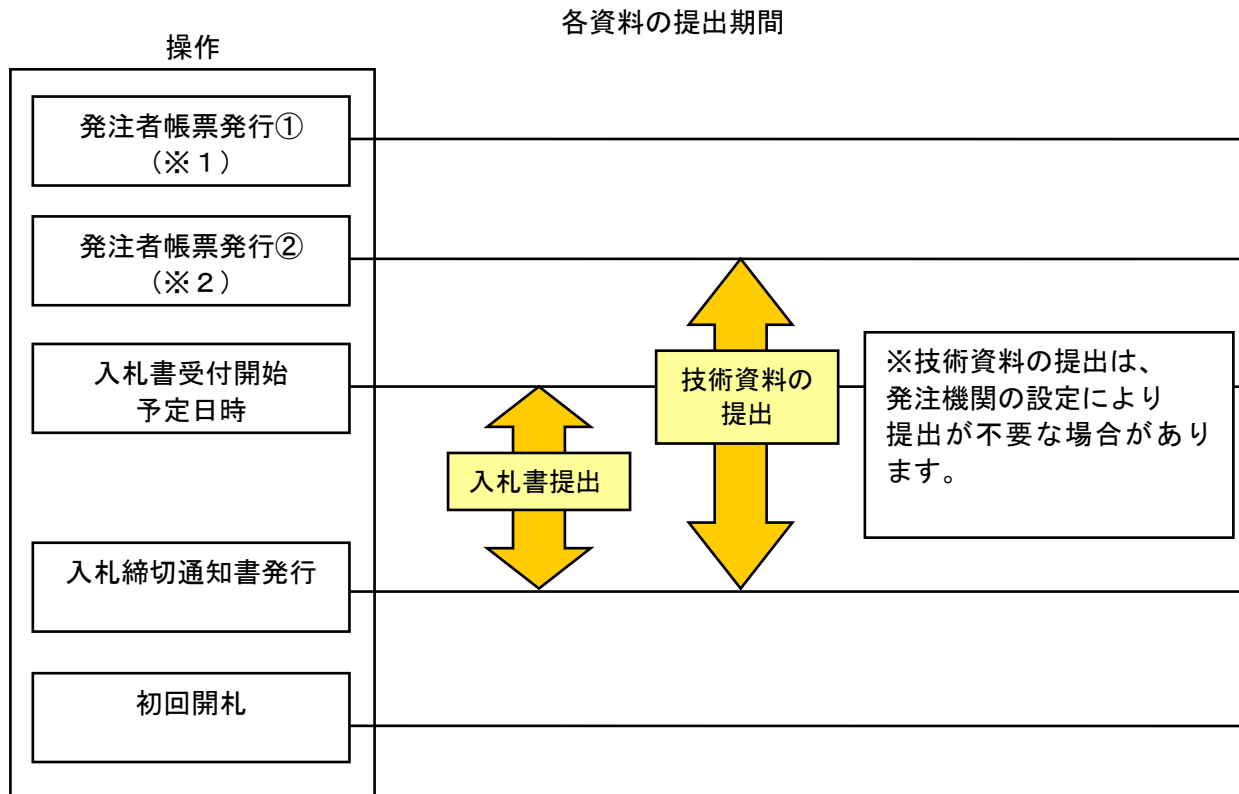 各資料の提出期間
操作
発注者帳票発行①
（※１）
発注者帳票発行②
（※２）
入札書受付開始
予定日時
技術資料の
提出
※技術資料の提出は、
発注機関の設定により
提出が不要な場合があり
ます。
入札書提出
入札締切通知書発行
初回開札